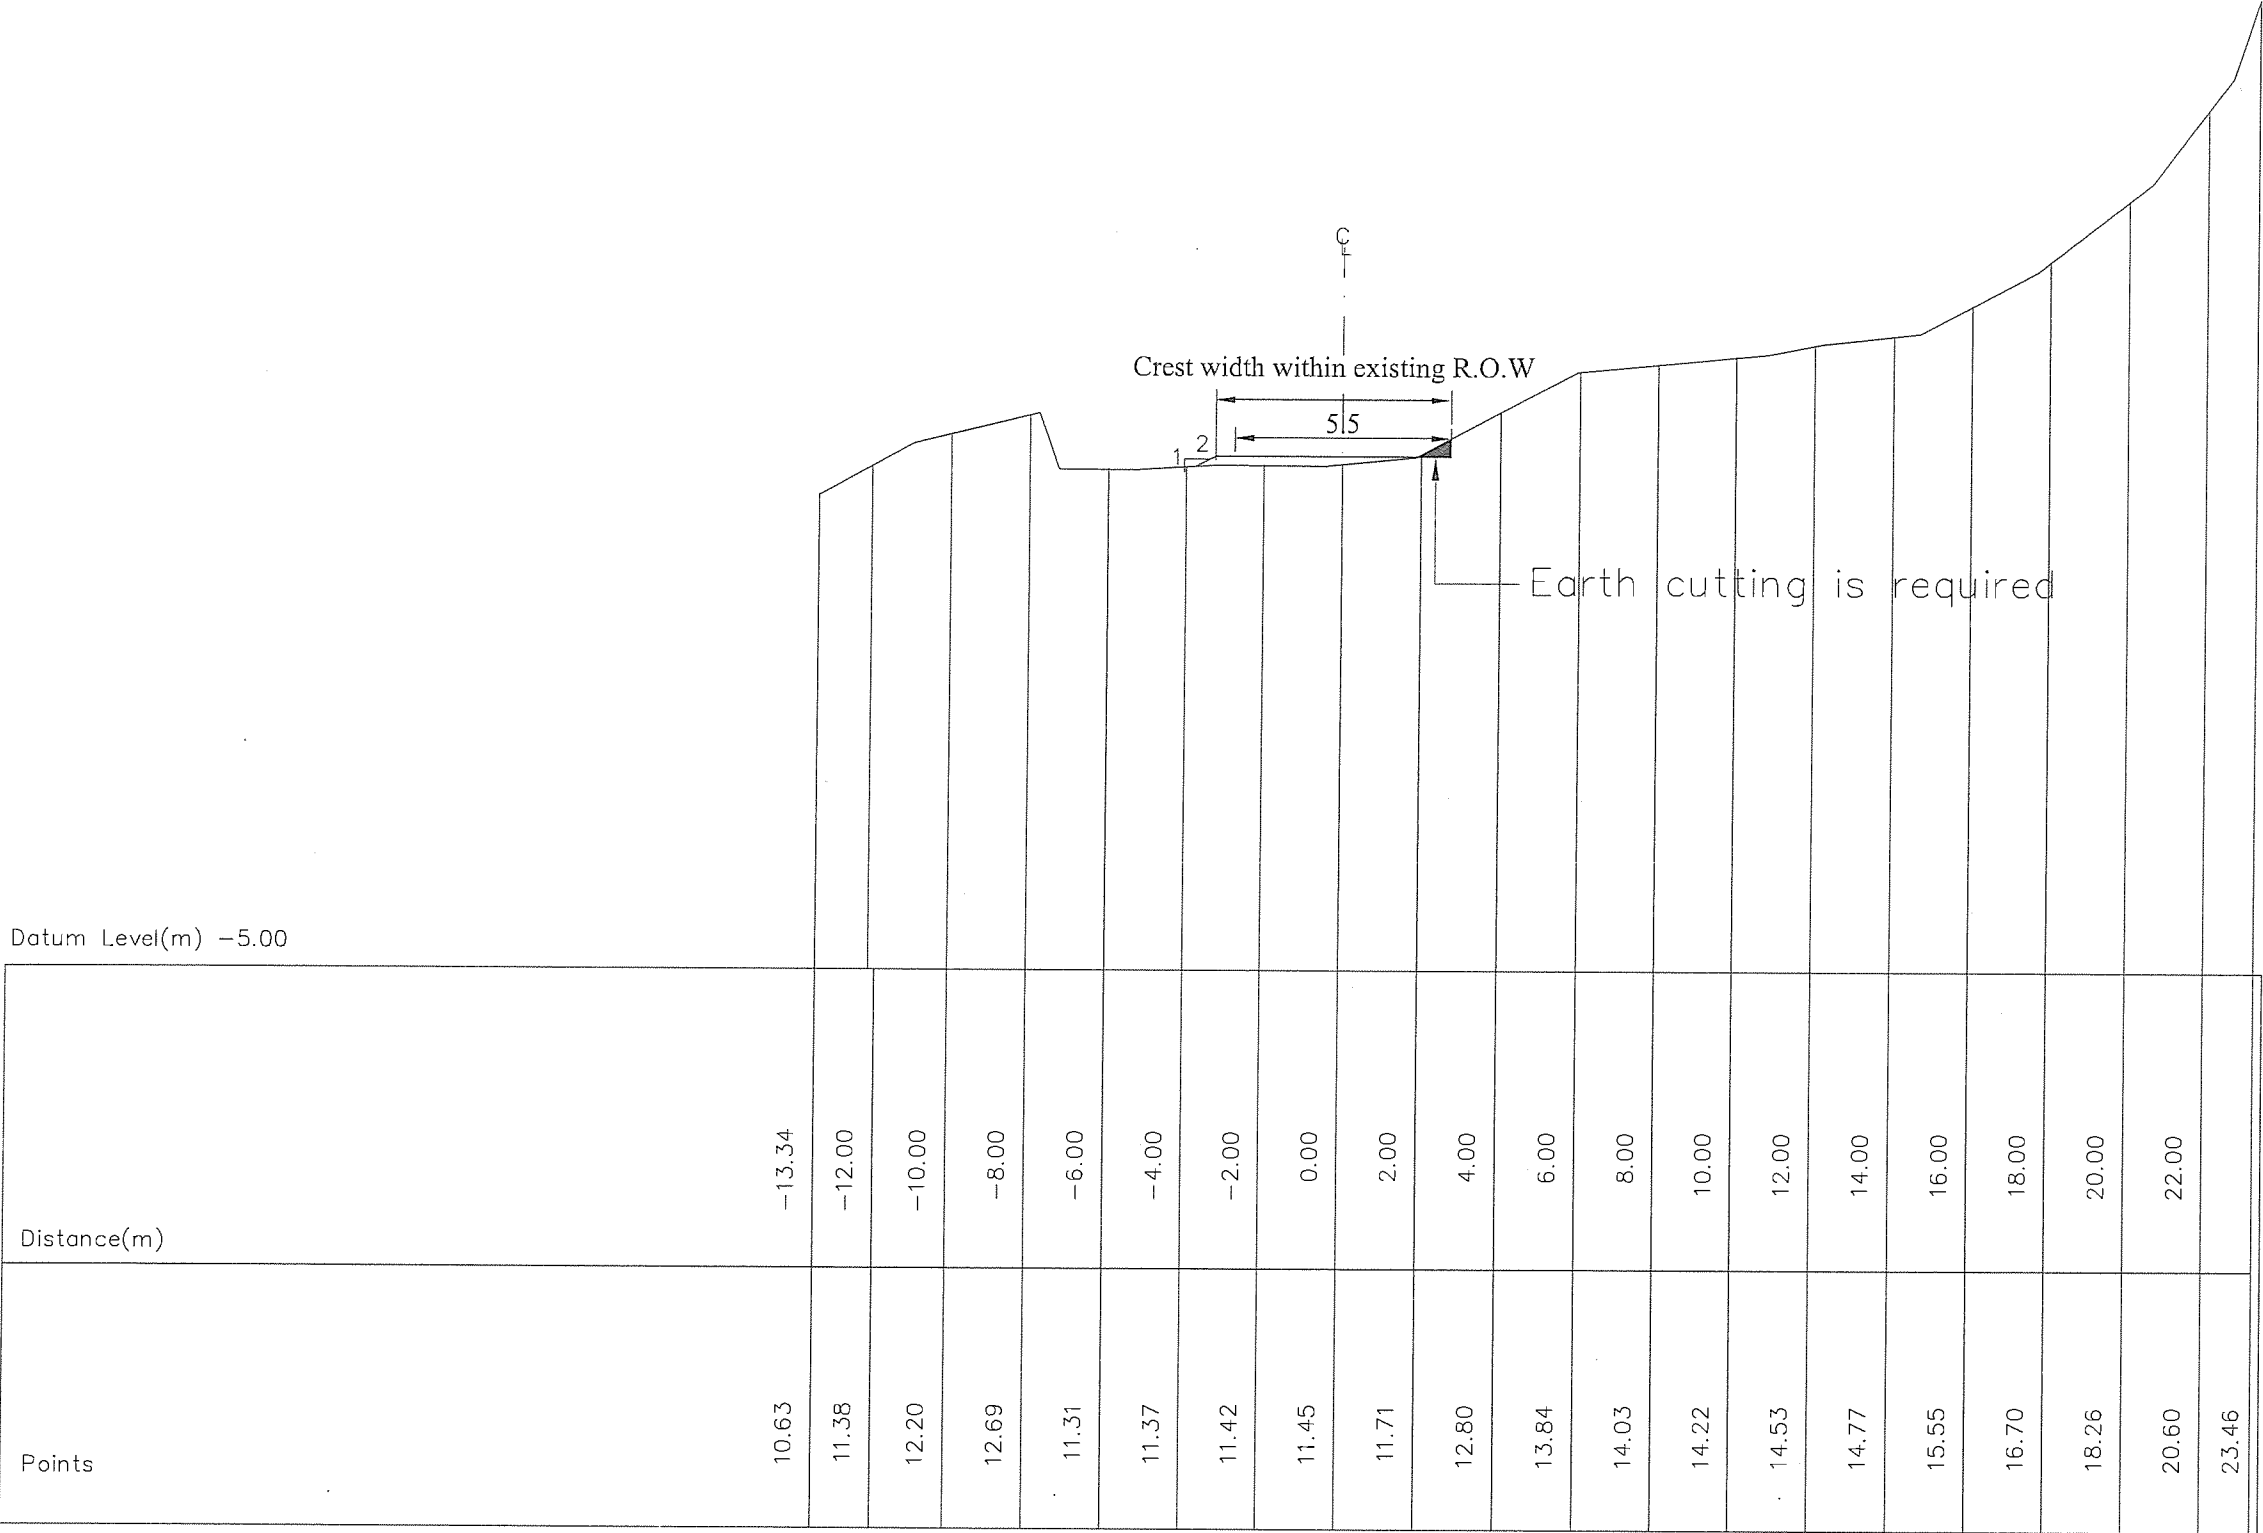 ℄
Crest width within existing R.O.W
5.5
1 2
Earth cutting is required
Datum Level(m) -5.00
Distance(m) -13.34 -12.00 -10.00 -8.00 -6.00 -4.00 -2.00 0.00 2.00 4.00 6.00 8.00 10.00 12.00 14.00 16.00 18.00 20.00 22.00
Points 10.63 11.38 12.20 12.69 11.31 11.37 11.42 11.45 11.71 12.80 13.84 14.03 14.22 14.53 14.77 15.55 16.70 18.26 20.60 23.46